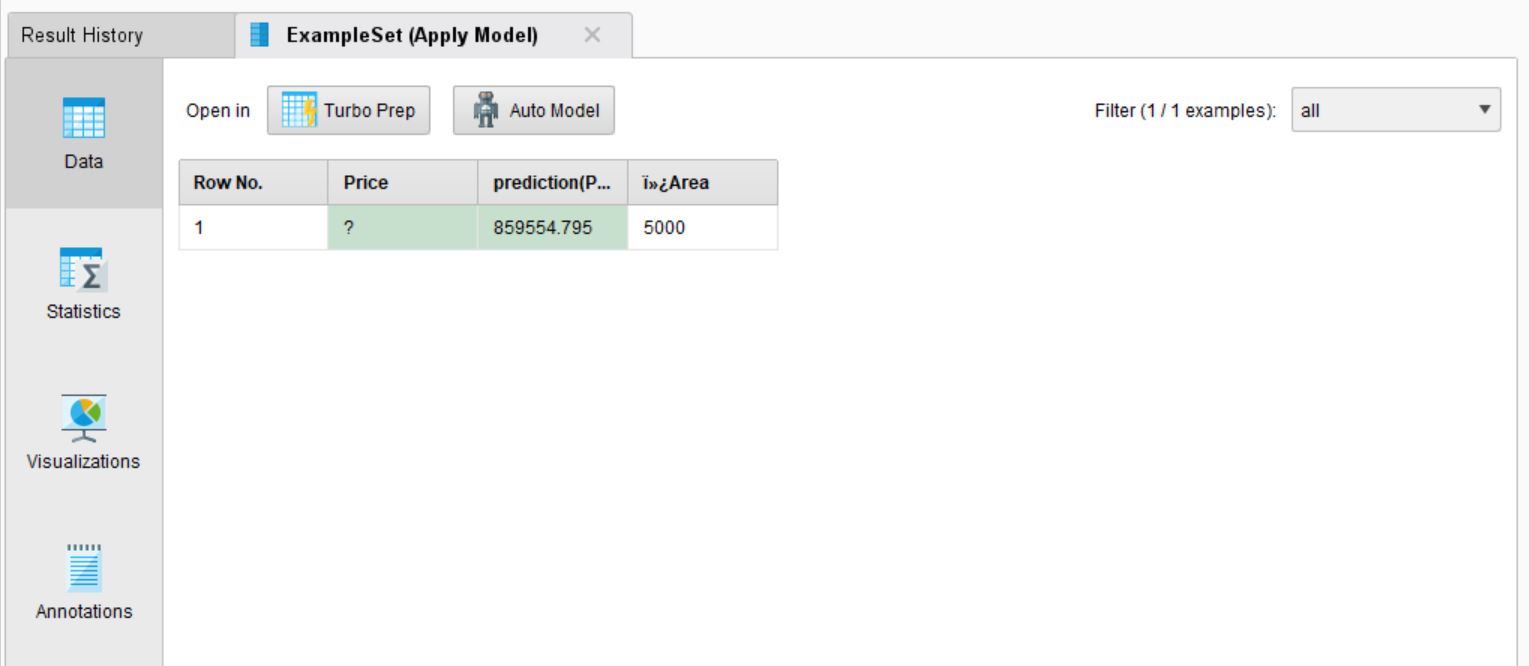 Result History
ExampleSet (Apply Model)
Open in
Turbo Prep
Auto Model
Filter (1 / 1 examples):
all
Data
Row No. Price prediction(P... ï»¿Area
1 ? 859554.795 5000
Statistics
Visualizations
Annotations